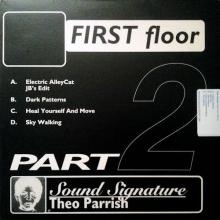 FIRST floor
A. Electric AlleyCat
JB's Edit
B. Dark Patterns
C. Heal Yourself And Move
D. Sky Walking
PART 2
Sound Signature
Theo Parrish